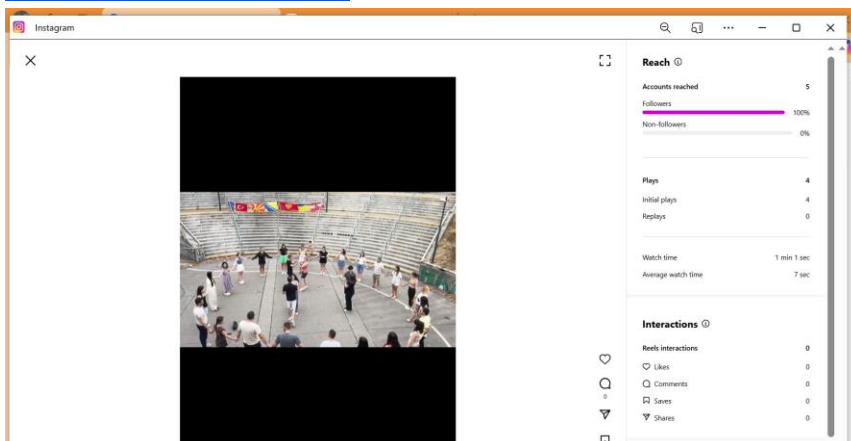 Instagram
Reach
Accounts reached 5
Followers
100%
Non-followers
0%
Plays 4
Initial plays 4
Replays 0
Watch time 1 min 1 sec
Average watch time 7 sec
Interactions
Reels interactions 0
Likes 0
Comments 0
Saves 0
Shares 0
0